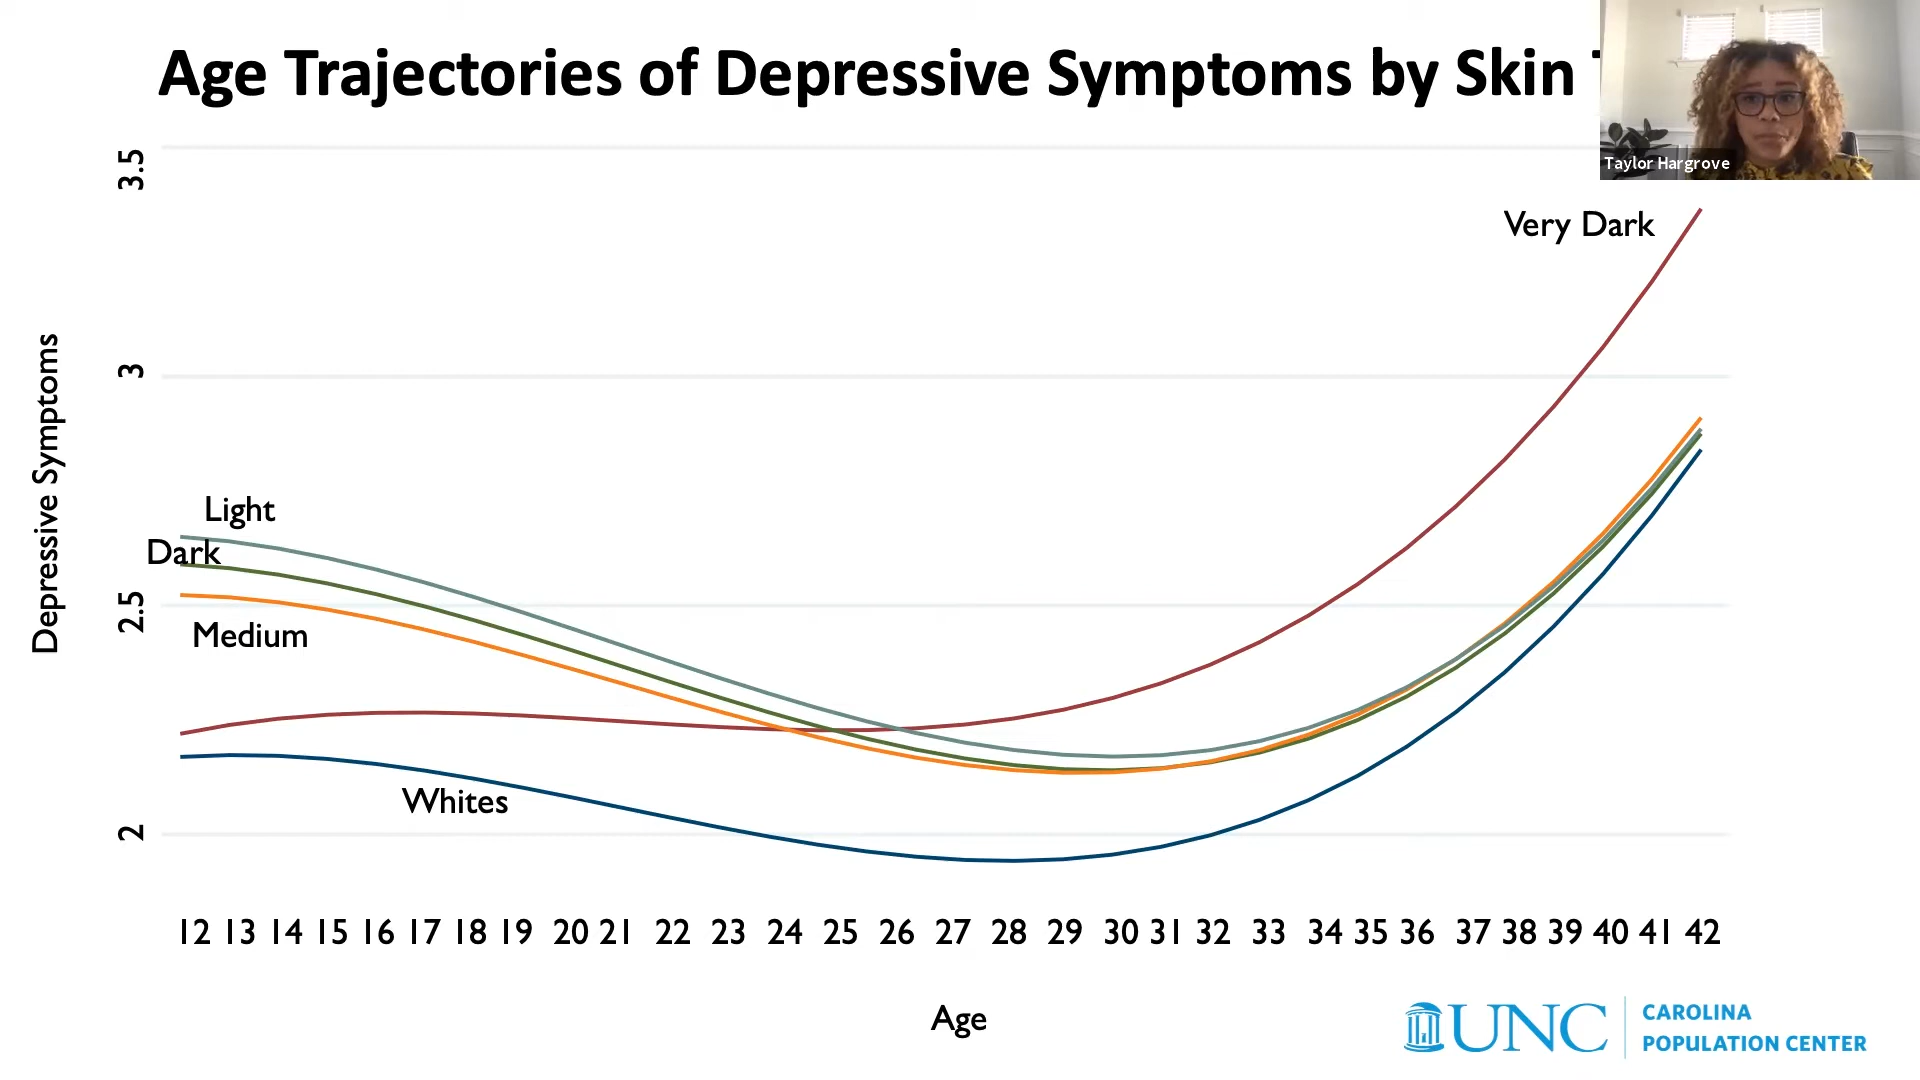 Age Trajectories of Depressive Symptoms by Skin
Taylor Hargrove
3.5
3
2.5
2
Depressive Symptoms
Very Dark
Light
Dark
Medium
Whites
12 13 14 15 16 17 18 19 20 21 22 23 24 25 26 27 28 29 30 31 32 33 34 35 36 37 38 39 40 41 42
Age
UNC
CAROLINA
POPULATION CENTER